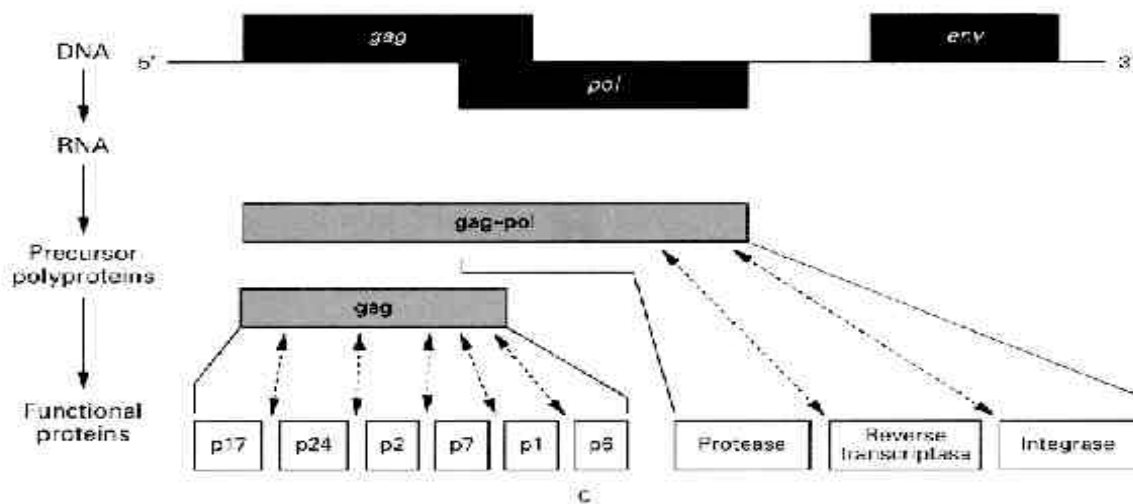 gag
env
DNA
5'
3'
pol
RNA
gag-pol
Precursor
polyproteins
gag
Functional
proteins
p17
p24
p2
p7
p1
p6
Protease
Reverse
transcriptase
Integrase
C